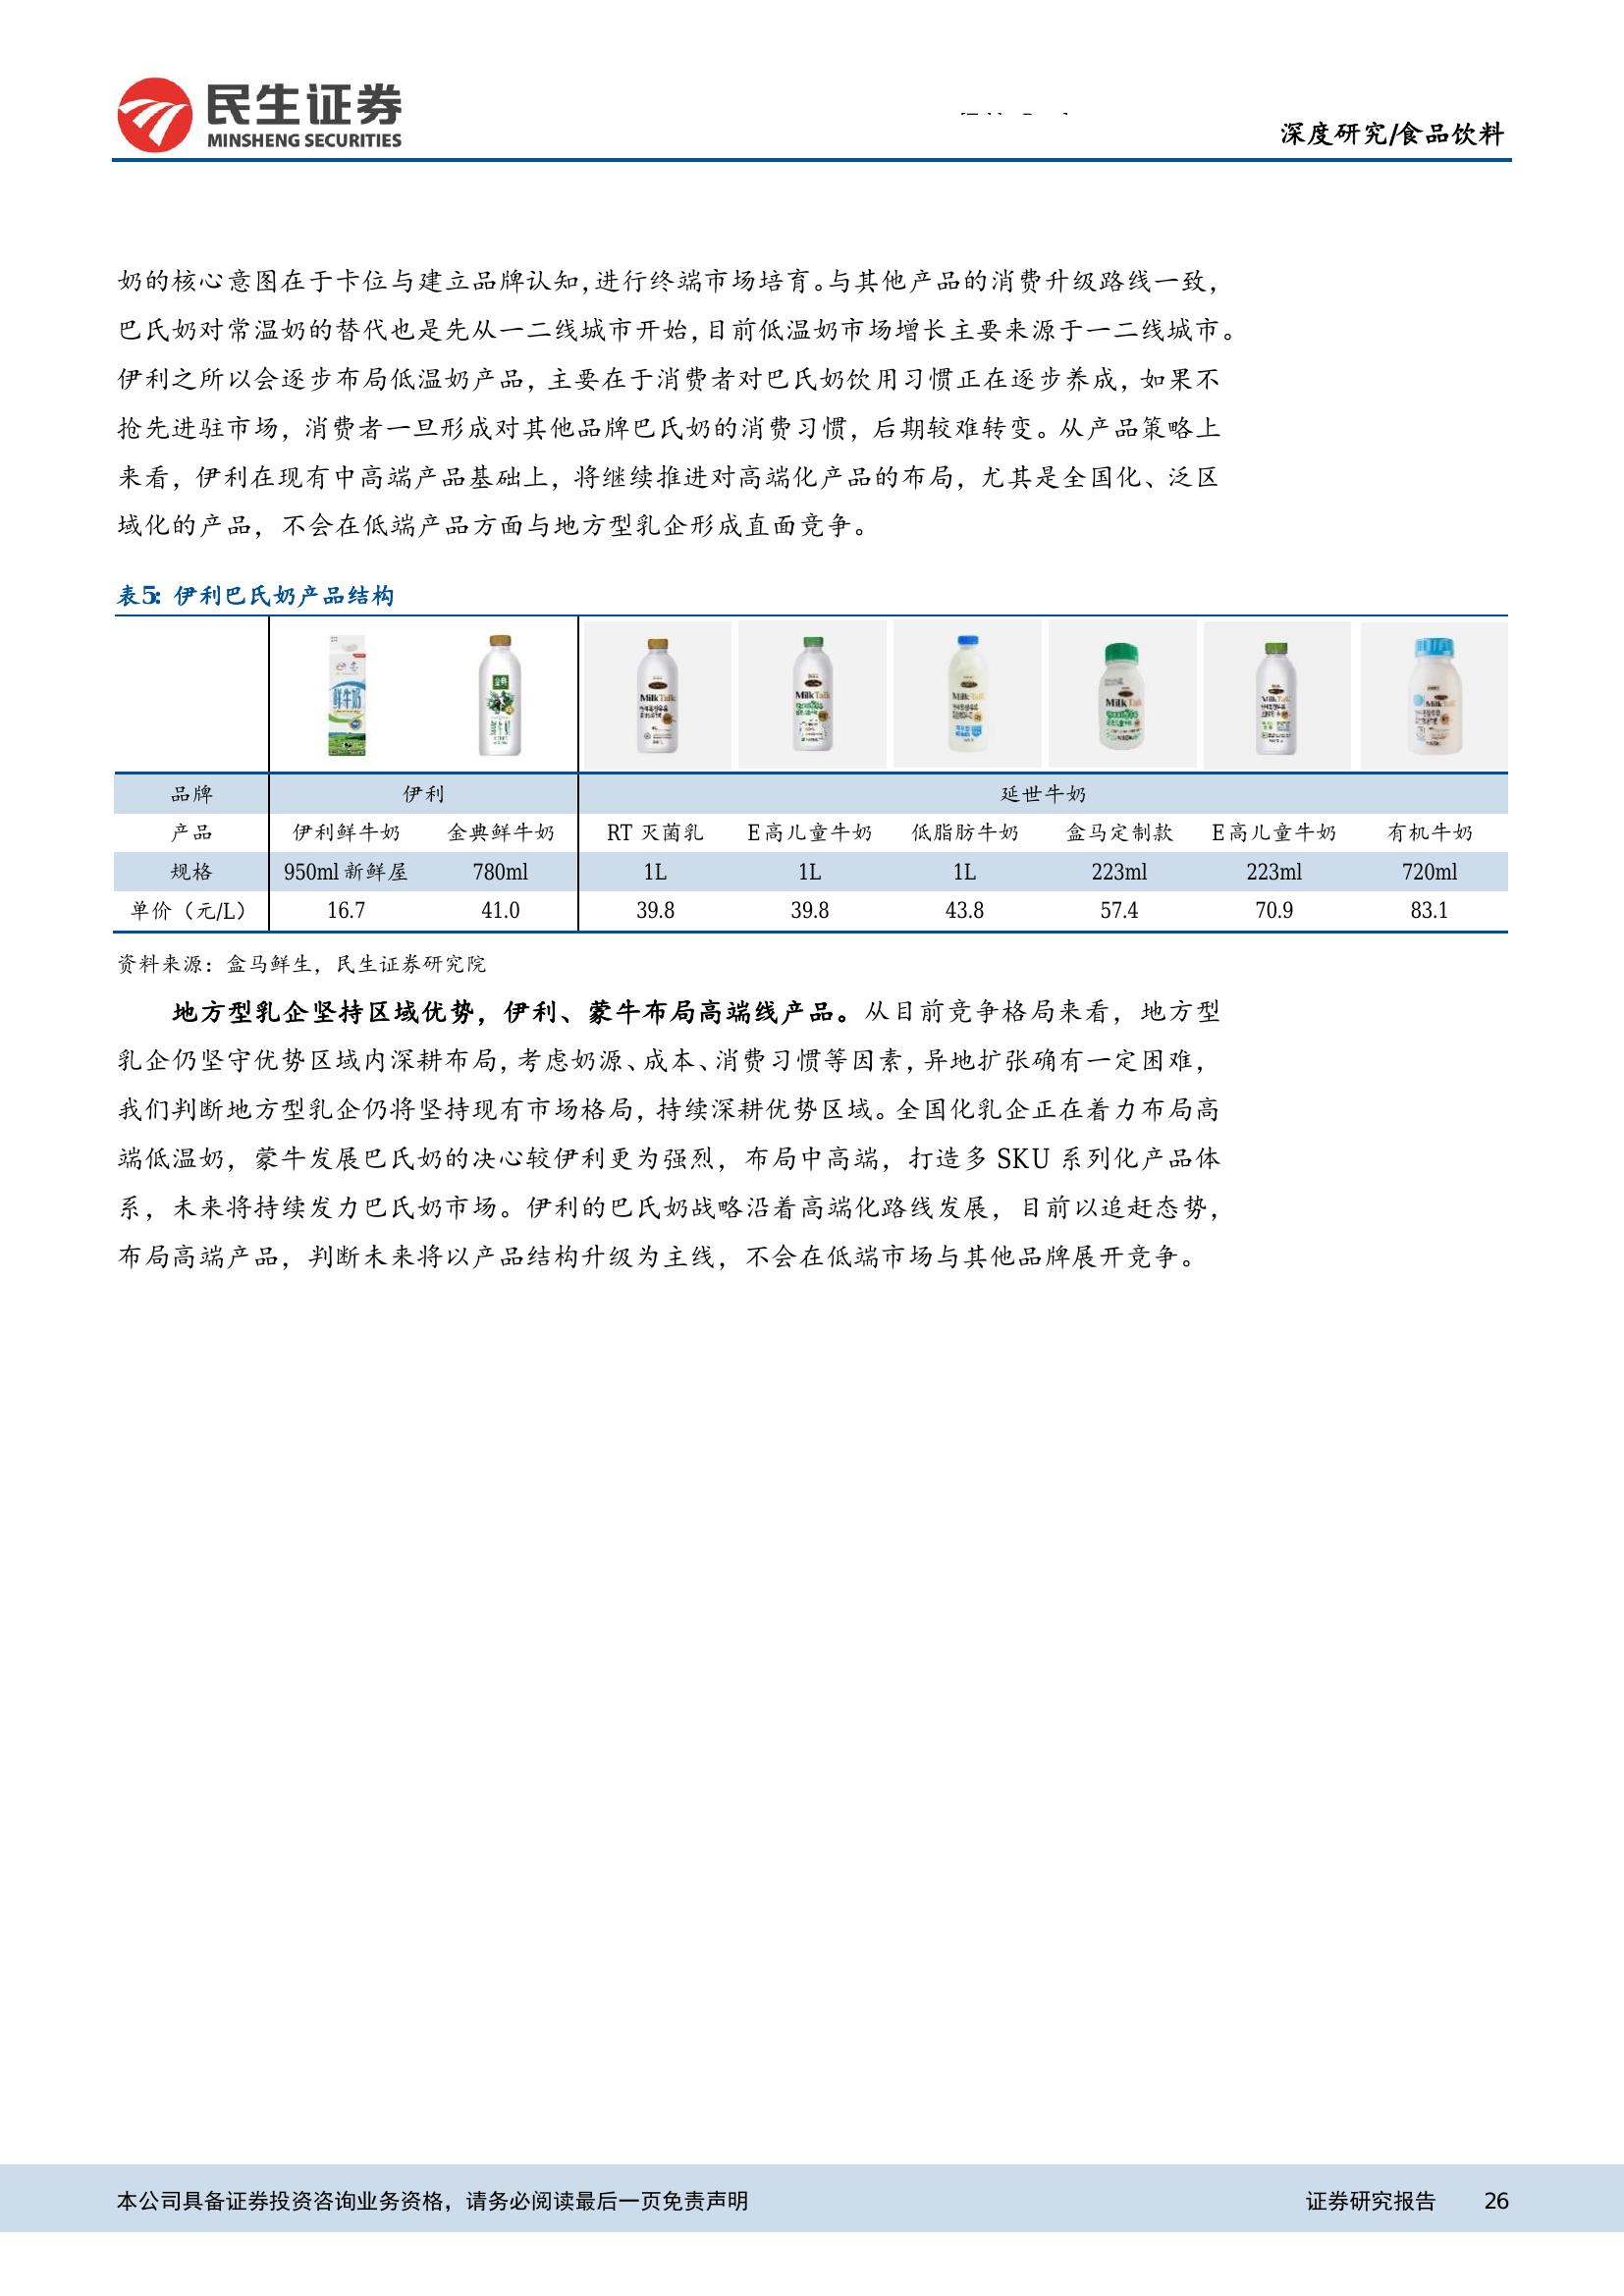 民生证券
MINSHENG SECURITIES
深度研究/食品饮料
奶的核心意图在于卡位与建立品牌认知,进行终端市场培育。与其他产品的消费升级路线一致，
巴氏奶对常温奶的替代也是先从一二线城市开始,目前低温奶市场增长主要来源于一二线城市。
伊利之所以会逐步布局低温奶产品，主要在于消费者对巴氏奶饮用习惯正在逐步养成，如果不
抢先进驻市场，消费者一旦形成对其他品牌巴氏奶的消费习惯，后期较难转变。从产品策略上
来看，伊利在现有中高端产品基础上，将继续推进对高端化产品的布局，尤其是全国化、泛区
域化的产品，不会在低端产品方面与地方型乳企形成直面竞争。
表5: 伊利巴氏奶产品结构
鲜牛奶
金典
Milk Talk
Milk Talk
Milk Talk
Milk Talk
Milk Talk
Milk Talk
品牌 伊利 延世牛奶
产品 伊利鲜牛奶 金典鲜牛奶 RT 灭菌乳 E高儿童牛奶 低脂肪牛奶 盒马定制款 E高儿童牛奶 有机牛奶
规格 950ml 新鲜屋 780ml 1L 1L 1L 223ml 223ml 720ml
单价（元/L） 16.7 41.0 39.8 39.8 43.8 57.4 70.9 83.1
资料来源：盒马鲜生，民生证券研究院
地方型乳企坚持区域优势，伊利、蒙牛布局高端线产品。从目前竞争格局来看，地方型
乳企仍坚守优势区域内深耕布局,考虑奶源、成本、消费习惯等因素,异地扩张确有一定困难，
我们判断地方型乳企仍将坚持现有市场格局，持续深耕优势区域。全国化乳企正在着力布局高
端低温奶，蒙牛发展巴氏奶的决心较伊利更为强烈，布局中高端，打造多 SKU 系列化产品体
系，未来将持续发力巴氏奶市场。伊利的巴氏奶战略沿着高端化路线发展，目前以追赶态势，
布局高端产品，判断未来将以产品结构升级为主线，不会在低端市场与其他品牌展开竞争。
本公司具备证券投资咨询业务资格，请务必阅读最后一页免责声明 证券研究报告 26